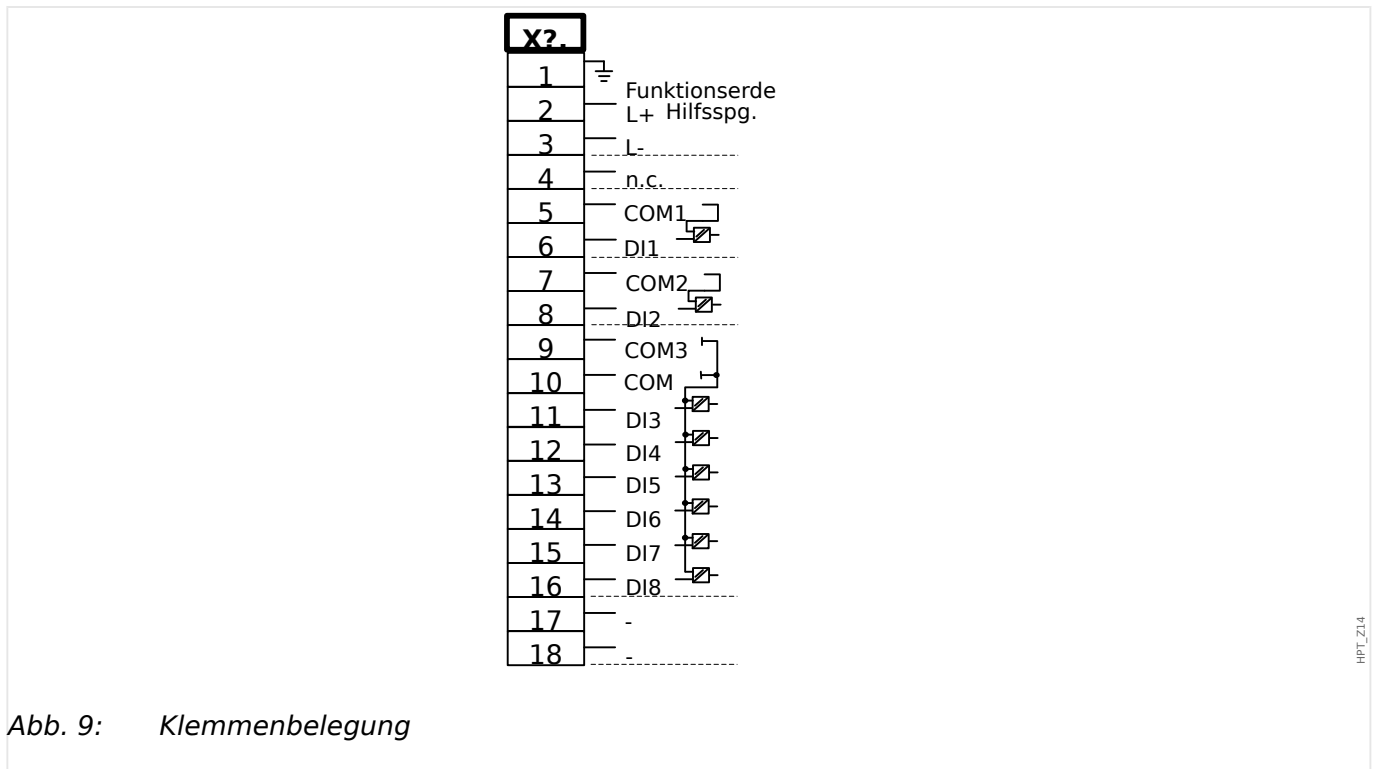 X?.
1
Funktionserde
2 L+ Hilfsspg.
3 L-
4 n.c.
5 COM1
6 DI1
7 COM2
8 DI2
9 COM3
10 COM
11 DI3
12 DI4
13 DI5
14 DI6
15 DI7
16 DI8
17 -
18 -
HPT_Z14
Abb. 9: Klemmenbelegung